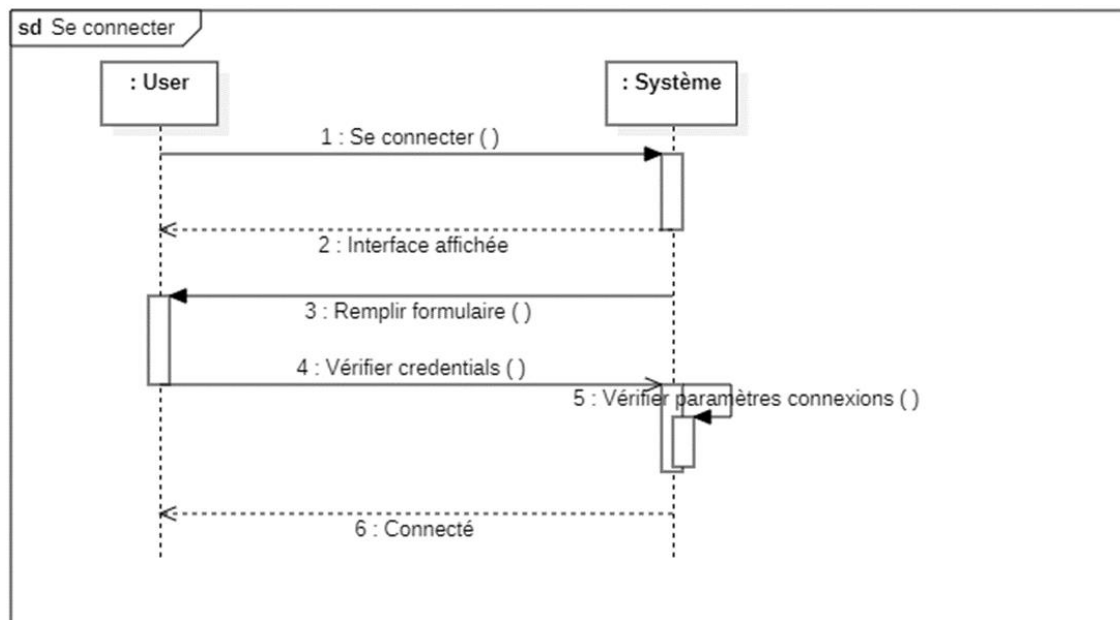 sd Se connecter
: User
: Système
1 : Se connecter ( )
2 : Interface affichée
3 : Remplir formulaire ( )
4 : Vérifier credentials ( )
5 : Vérifier paramètres connexions ( )
6 : Connecté